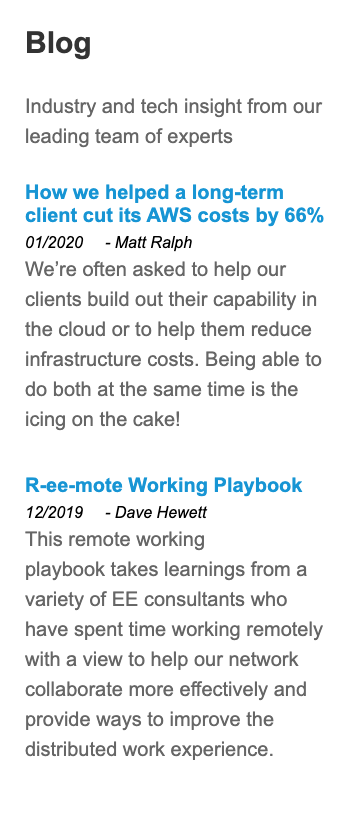 Blog
Industry and tech insight from our
leading team of experts
How we helped a long-term
client cut its AWS costs by 66%
01/2020 - Matt Ralph
We’re often asked to help our
clients build out their capability in
the cloud or to help them reduce
infrastructure costs. Being able to
do both at the same time is the
icing on the cake!
R-ee-mote Working Playbook
12/2019 - Dave Hewett
This remote working
playbook takes learnings from a
variety of EE consultants who
have spent time working remotely
with a view to help our network
collaborate more effectively and
provide ways to improve the
distributed work experience.